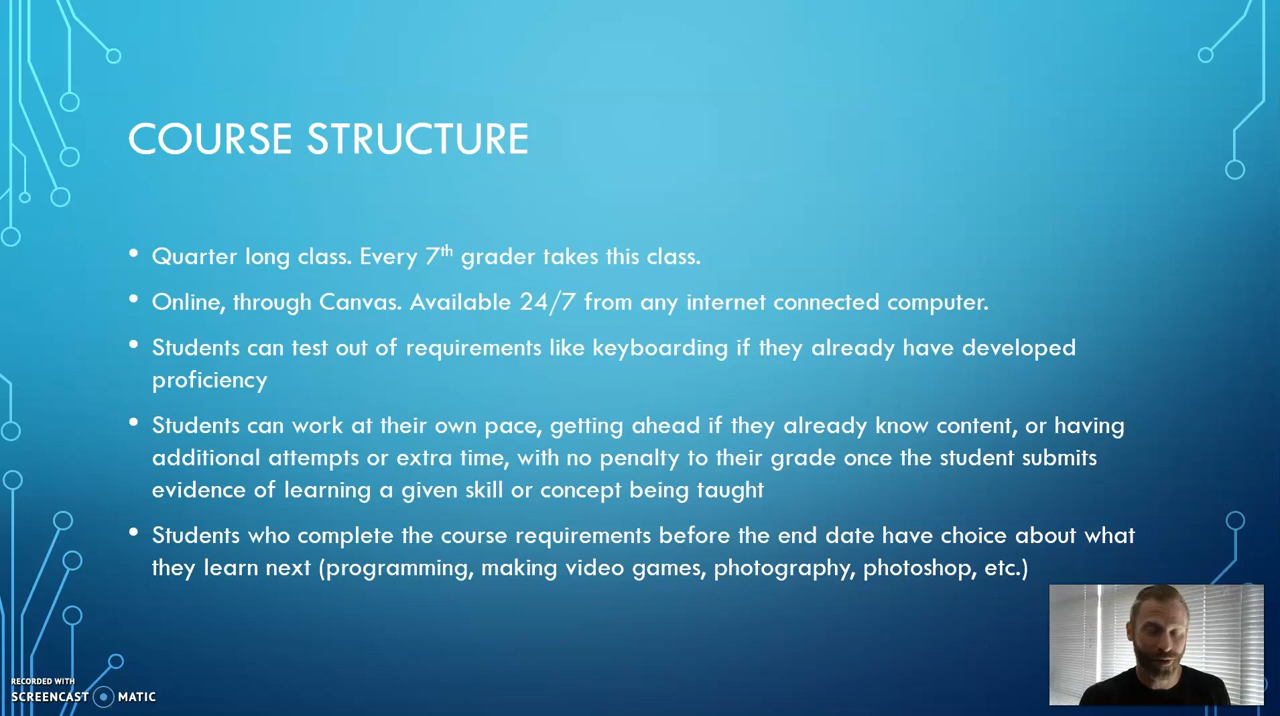 COURSE STRUCTURE
• Quarter long class. Every 7th grader takes this class.
• Online, through Canvas. Available 24/7 from any internet connected computer.
• Students can test out of requirements like keyboarding if they already have developed
proficiency
• Students can work at their own pace, getting ahead if they already know content, or having
additional attempts or extra time, with no penalty to their grade once the student submits
evidence of learning a given skill or concept being taught
• Students who complete the course requirements before the end date have choice about what
they learn next (programming, making video games, photography, photoshop, etc.)
RECORDED WITH
SCREENCAST MATIC